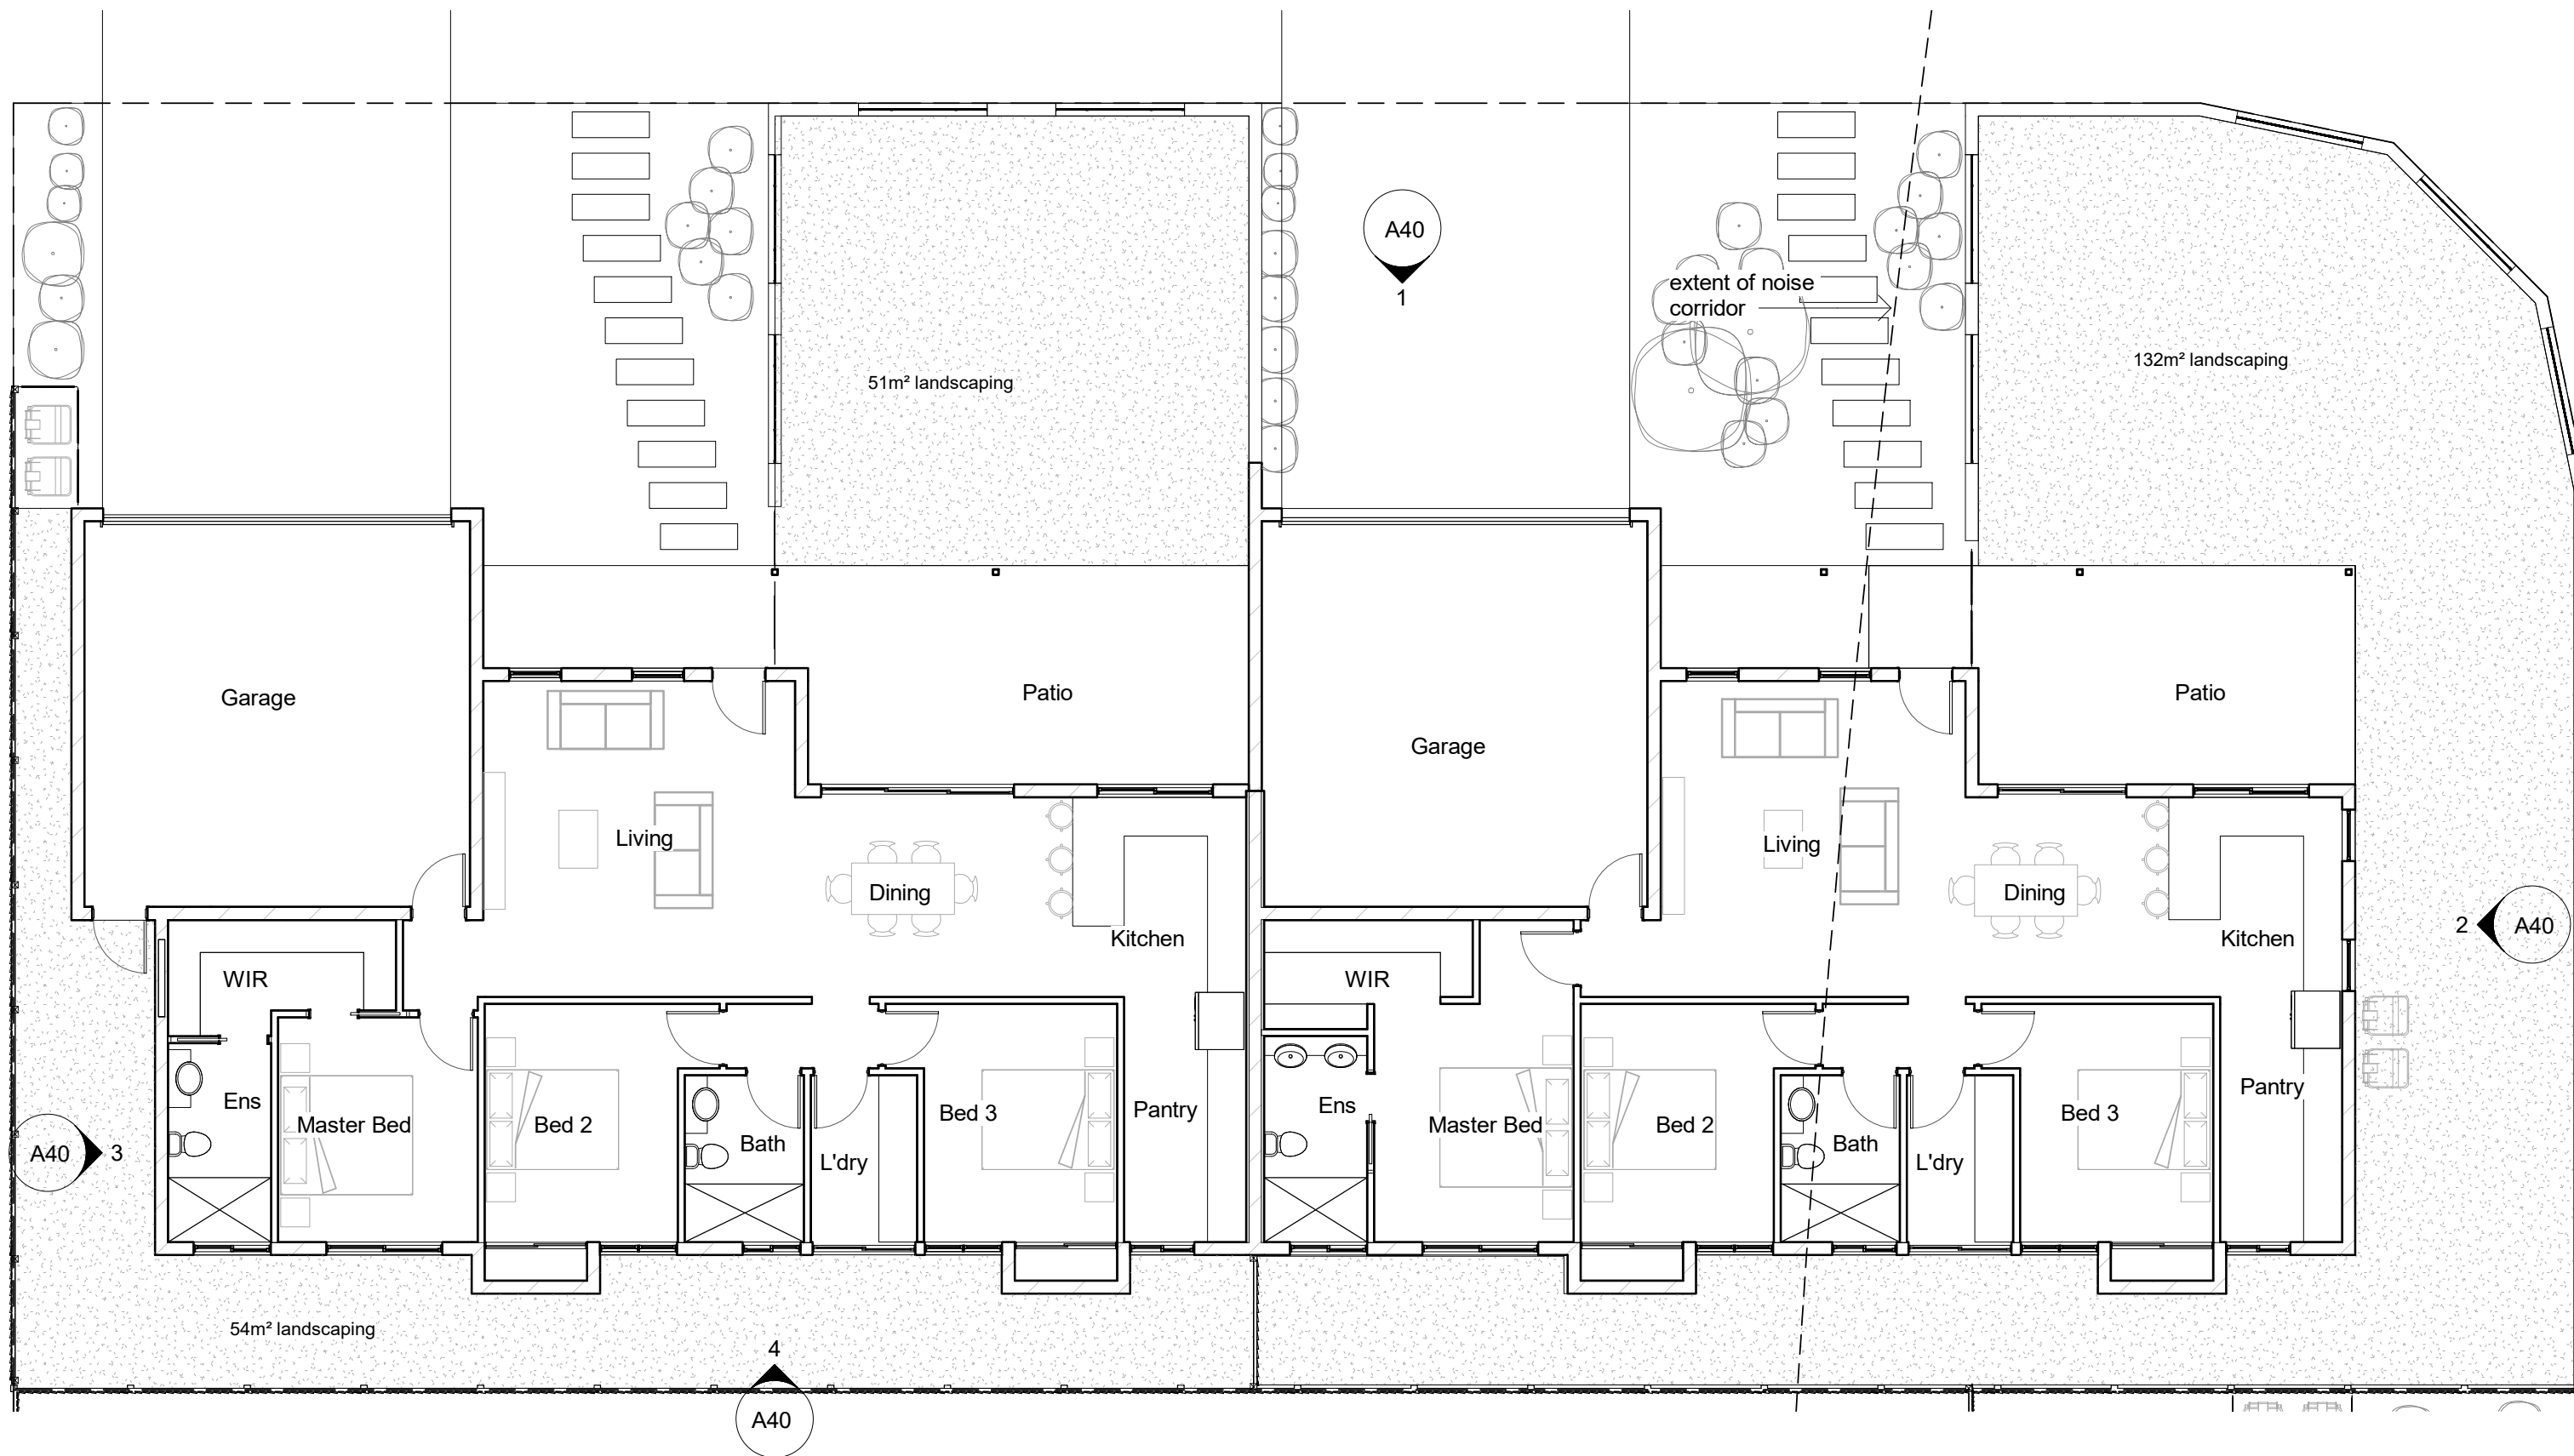 A40
1
extent of noise
corridor
51m² landscaping
132m² landscaping
Garage
Patio
Garage
Patio
Living
Dining
Kitchen
Living
Dining
Kitchen
2
A40
WIR
WIR
Ens
Master Bed
Bed 2
Bath
L'dry
Bed 3
Pantry
Ens
Master Bed
Bed 2
Bath
L'dry
Bed 3
Pantry
A40
3
54m² landscaping
4
A40